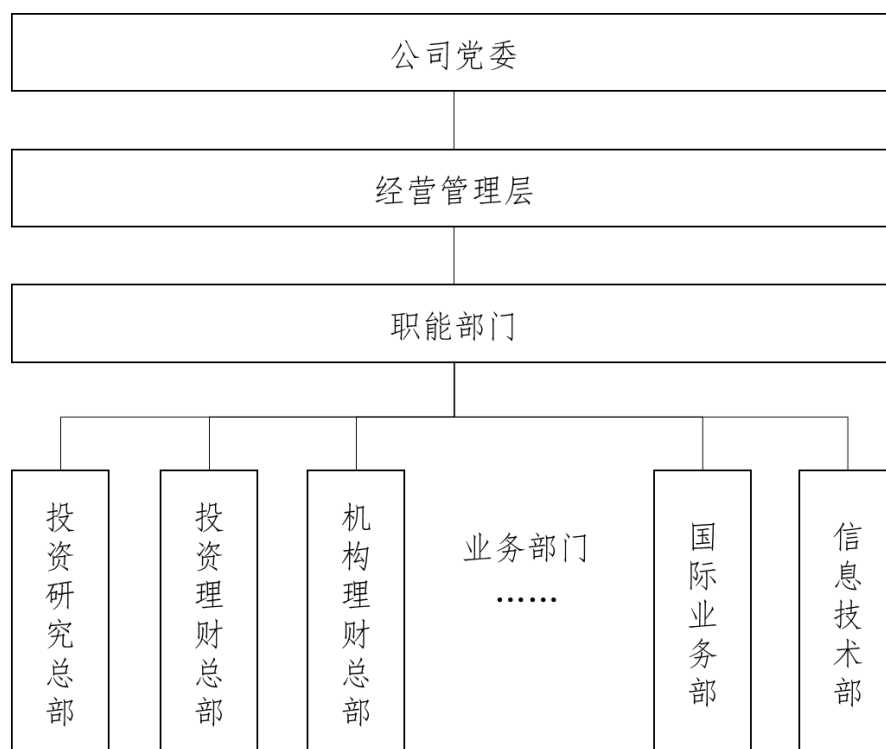 公司党委
经营管理层
职能部门
投资研究总部
投资理财总部
机构理财总部
业务部门
……
国际业务部
信息技术部